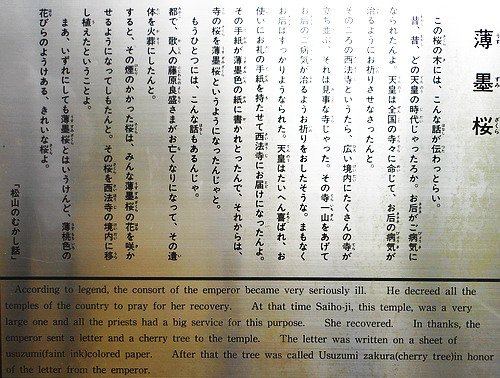 薄墨桜
この桜の木には、こんな話が伝わっとらい。
昔、昔、どの天皇の時代じゃったろか。お后がご病気に
なられたんよ。天皇は全国の寺々に命じて、お后の病気が
治るようにお祈りさせなさったんと。
そのころの西法寺というたら、広い境内にたくさんの寺が
立ち並ぶ、それは見事な寺じゃった。その寺一山をあげて
お后のご病気が治るようお祈りをおしたそうな。まもなく
お后はすっかりようなられた。天皇はたいへん喜ばれ、お
使いにお礼の手紙を持たせて西法寺にお届けになったんよ。
その手紙が薄墨色の紙に書かれとったんで、それからは、
寺の桜を薄墨桜というようになったんじゃと。
もうひとつには、こんな話もあるんじゃ。
都で、歌人の藤原良盛さまがお亡くなりになって、その遺
体を火葬にしたんと。
すると、その煙のかかった桜は、みんな薄墨桜の花を咲か
せるようになってしもたんと。その桜を西法寺の境内に移
し植えたということよ。
まあ、いずれにしても薄墨桜とはいうけんど、薄桃色の
花びらのようけある、きれいな桜よ。
「松山のむかし話」
According to legend, the consort of the emperor became very seriously ill. He decreed all the
temples of the country to pray for her recovery. At that time Saiho-ji, this temple, was a very
large one and all the priests had a big service for this purpose. She recovered. In thanks, the
emperor sent a letter and a cherry tree to the temple. The letter was written on a sheet of
usuzumi(faint ink)colored paper. After that the tree was called Usuzumi zakura(cherry tree)in honor
of the letter from the emperor.